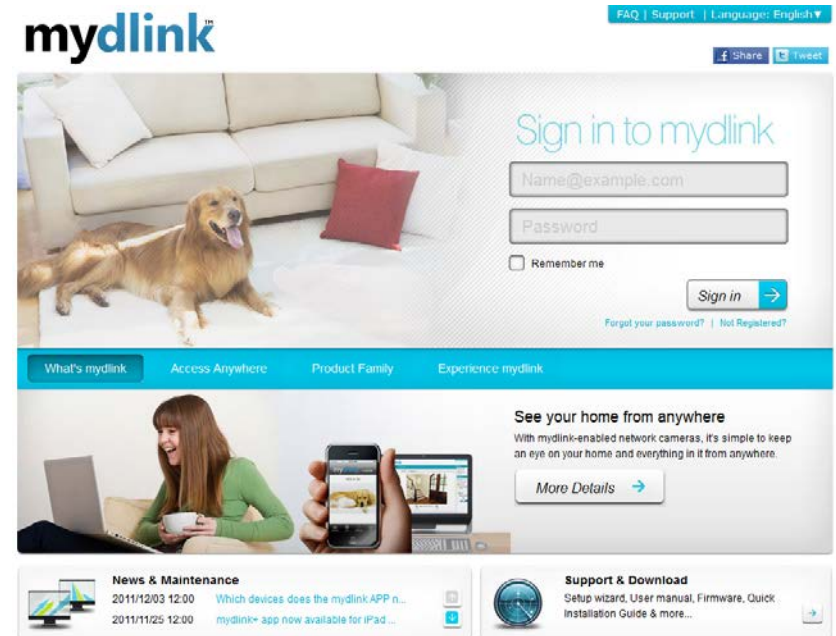 FAQ | Support | Language: English▼
mydlink™
Share Tweet
Sign in to mydlink
Name@example.com
Password
Remember me
Sign in
Forgot your password? | Not Registered?
What's mydlink Access Anywhere Product Family Experience mydlink
See your home from anywhere
With mydlink-enabled network cameras, it's simple to keep
an eye on your home and everything in it from anywhere.
More Details
News & Maintenance
2011/12/03 12:00 Which devices does the mydlink APP n...
2011/11/25 12:00 mydlink+ app now available for iPad ...
Support & Download
Setup wizard, User manual, Firmware, Quick
Installation Guide & more...